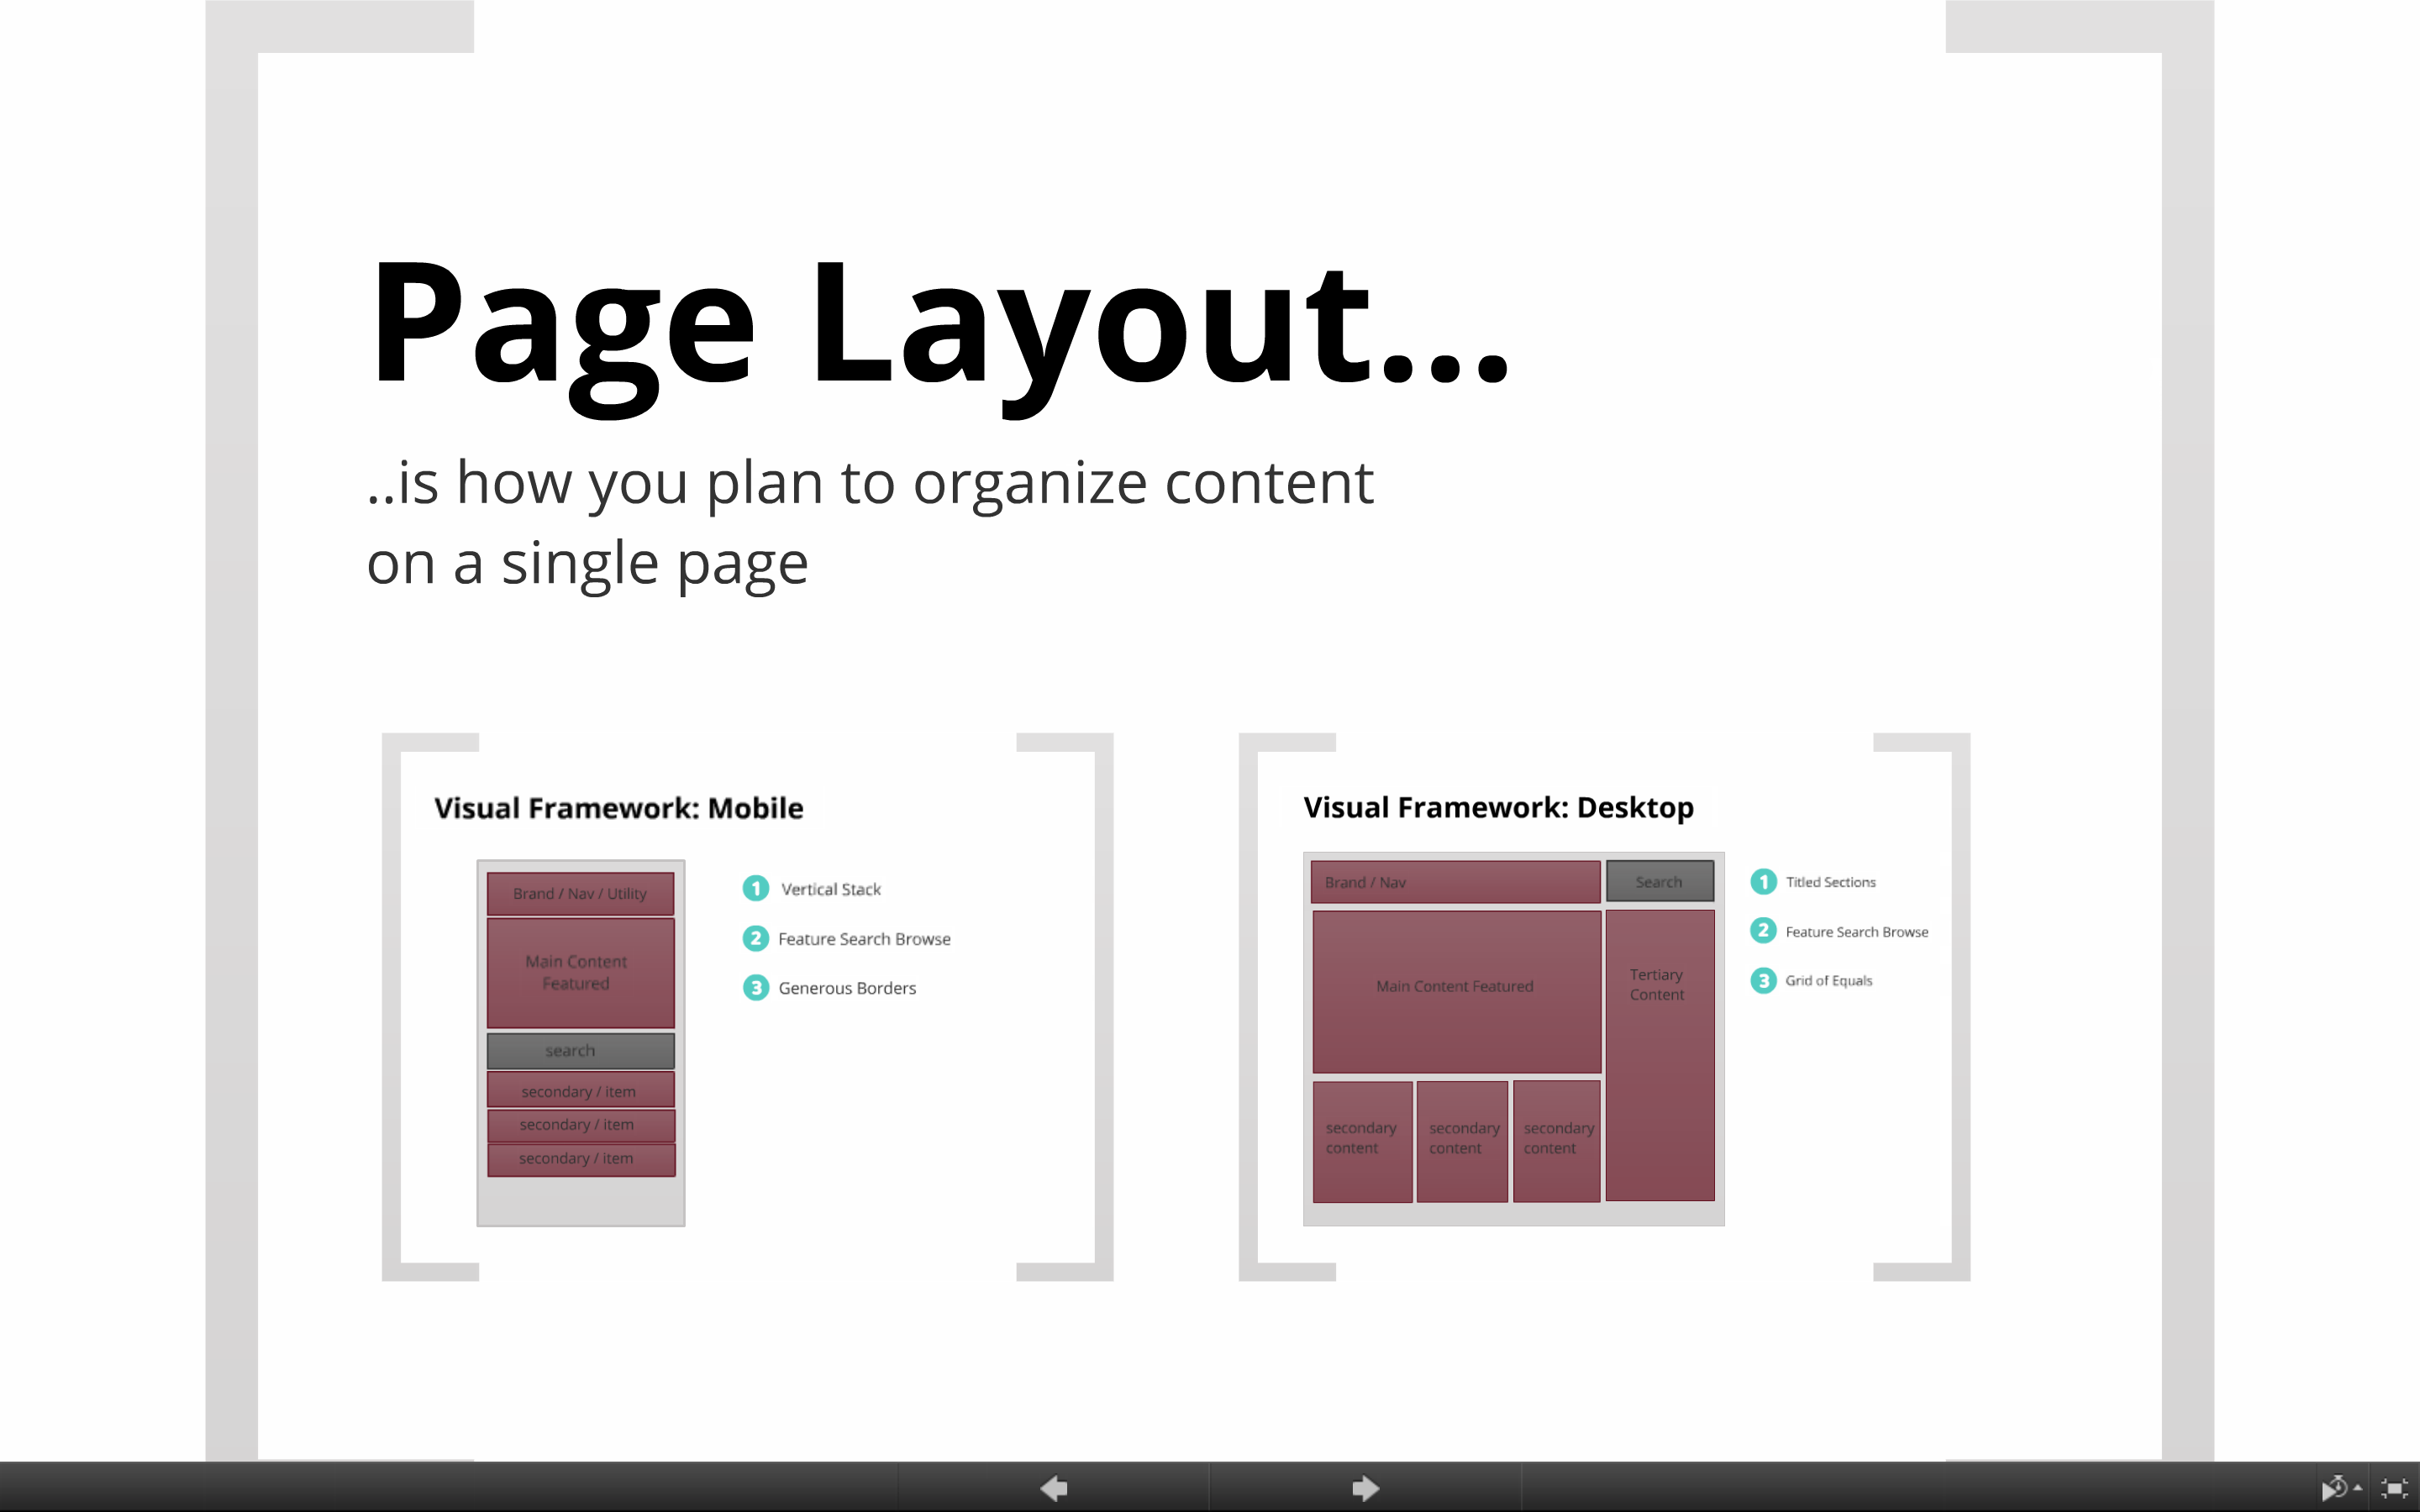 Page Layout...
..is how you plan to organize content
on a single page
Visual Framework: Mobile
Brand / Nav / Utility
Main Content
Featured
search
secondary / item
secondary / item
secondary / item
1 Vertical Stack
2 Feature Search Browse
3 Generous Borders
Visual Framework: Desktop
Brand / Nav
Search
Main Content Featured
Tertiary
Content
secondary
content
secondary
content
secondary
content
1 Titled Sections
2 Feature Search Browse
3 Grid of Equals